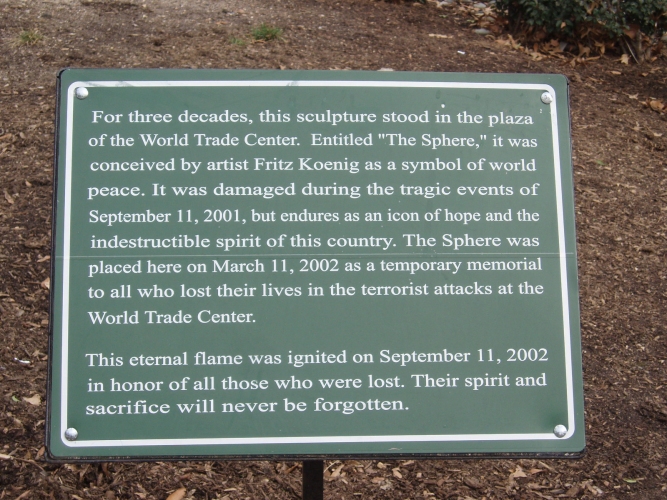 For three decades, this sculpture stood in the plaza
of the World Trade Center. Entitled "The Sphere," it was
conceived by artist Fritz Koenig as a symbol of world
peace. It was damaged during the tragic events of
September 11, 2001, but endures as an icon of hope and the
indestructible spirit of this country. The Sphere was
placed here on March 11, 2002 as a temporary memorial
to all who lost their lives in the terrorist attacks at the
World Trade Center.
This eternal flame was ignited on September 11, 2002
in honor of all those who were lost. Their spirit and
sacrifice will never be forgotten.